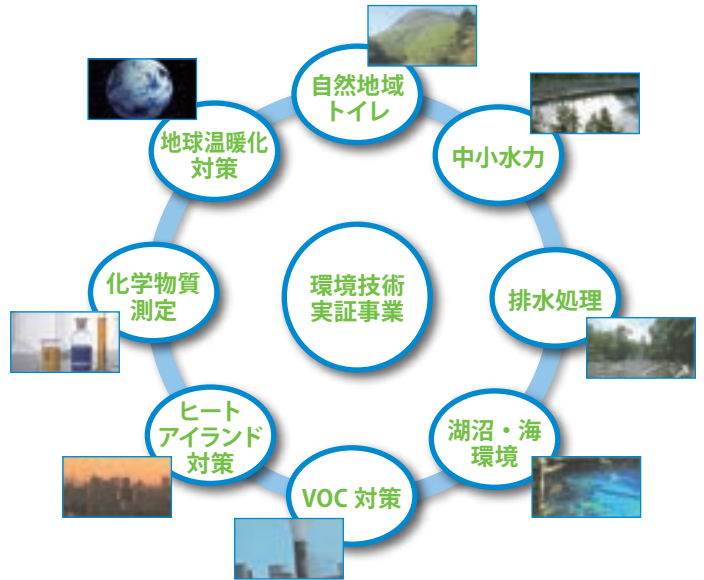 自然地域
トイレ
中小水力
排水処理
湖沼・海
環境
VOC 対策
ヒート
アイランド
対策
化学物質
測定
地球温暖化
対策
環境技術
実証事業